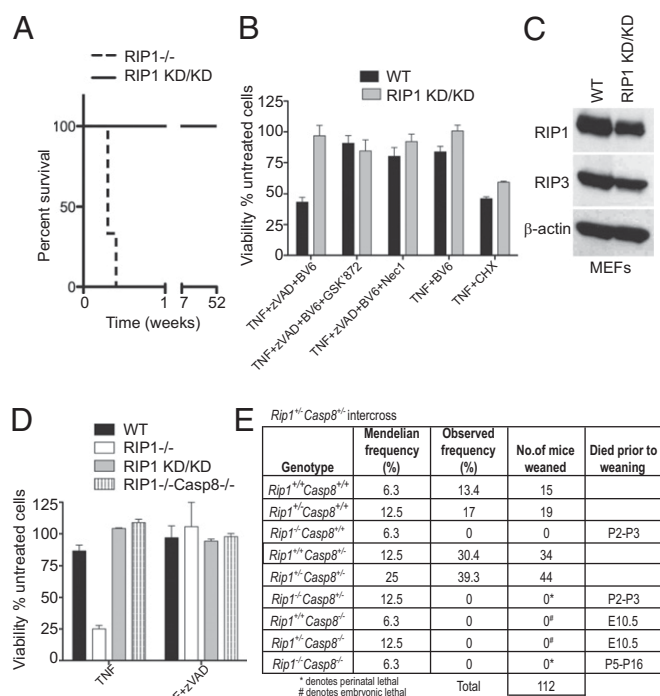 A
RIP1-/-
RIP1 KD/KD
Percent survival
100
50
0
0 1 7 52
Time (weeks)
B
WT
RIP1 KD/KD
Viability % untreated cells
125
100
75
50
25
0
TNF+zVAD+BV6
TNF+zVAD+BV6+GSK'872
TNF+zVAD+BV6+Nec1
TNF+BV6
TNF+CHX
C
WT
RIP1 KD/KD
RIP1
RIP3
β-actin
MEFs
D
WT
RIP1-/-
RIP1 KD/KD
RIP1-/-Casp8-/-
Viability % untreated cells
125
100
75
50
25
0
TNF
F+zVAD
E
Rip1+/- Casp8+/- intercross
Genotype Mendelian frequency (%) Observed frequency (%) No.of mice weaned Died prior to weaning
Rip1+/+Casp8+/+ 6.3 13.4 15
Rip1+/-Casp8+/+ 12.5 17 19
Rip1-/-Casp8+/+ 6.3 0 0 P2-P3
Rip1+/+Casp8+/- 12.5 30.4 34
Rip1+/-Casp8+/- 25 39.3 44
Rip1-/-Casp8+/- 12.5 0 0* P2-P3
Rip1+/+Casp8-/- 6.3 0 0# E10.5
Rip1+/-Casp8-/- 12.5 0 0# E10.5
Rip1-/-Casp8-/- 6.3 0 0* P5-P16
* denotes perinatal lethal
# denotes embryonic lethal
Total 112